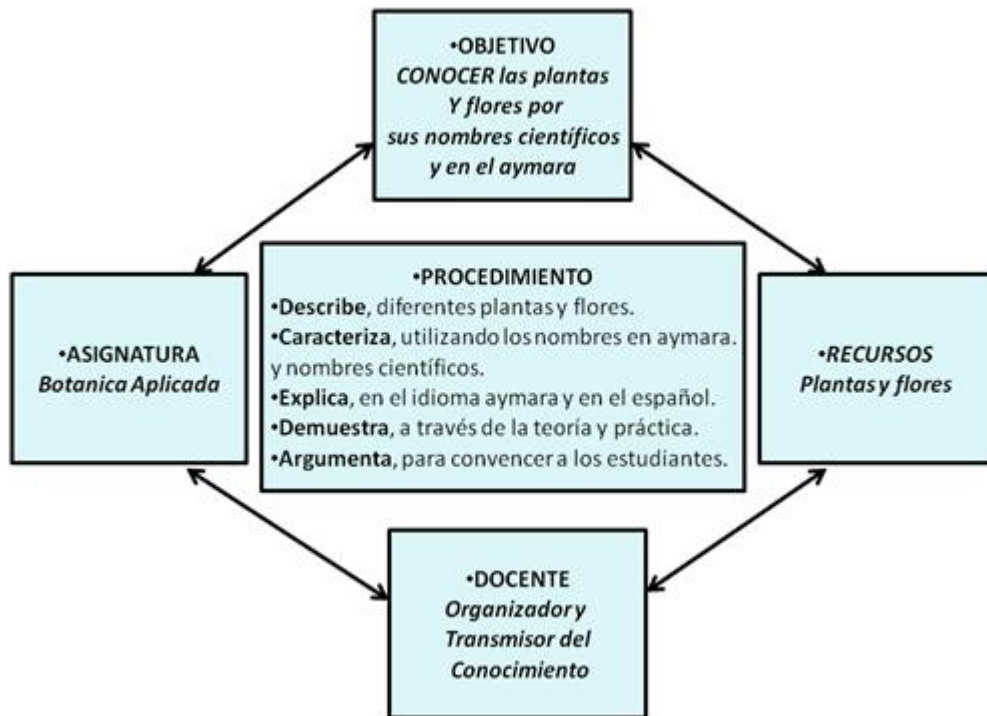 •OBJETIVO
CONOCER las plantas
Y flores por
sus nombres científicos
y en el aymara
•ASIGNATURA
Botanica Aplicada
•PROCEDIMIENTO
•Describe, diferentes plantas y flores.
•Caracteriza, utilizando los nombres en aymara.
y nombres científicos.
•Explica, en el idioma aymara y en el español.
•Demuestra, a través de la teoría y práctica.
•Argumenta, para convencer a los estudiantes.
•RECURSOS
Plantas y flores
•DOCENTE
Organizador y
Transmisor del
Conocimiento